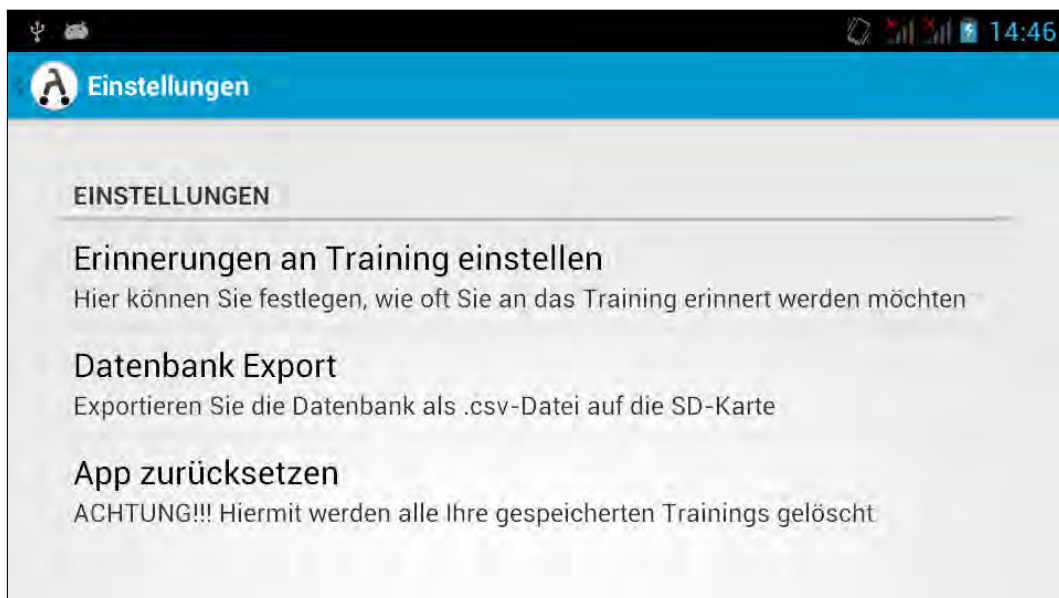 14:46
Einstellungen
EINSTELLUNGEN
Erinnerungen an Training einstellen
Hier können Sie festlegen, wie oft Sie an das Training erinnert werden möchten
Datenbank Export
Exportieren Sie die Datenbank als .csv-Datei auf die SD-Karte
App zurücksetzen
ACHTUNG!!! Hiermit werden alle Ihre gespeicherten Trainings gelöscht